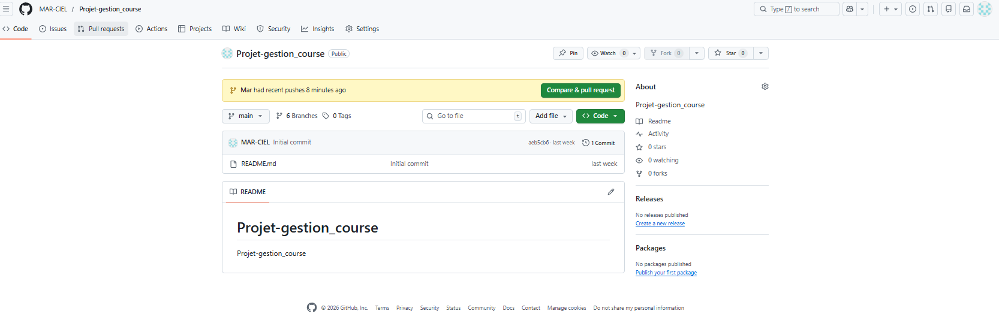 MAR-CIEL / Projet-gestion_course
Type / to search
Code Issues Pull requests Actions Projects Wiki Security Insights Settings
Projet-gestion_course Public
Pin Watch 0 Fork 0 Star 0
Mar had recent pushes 8 minutes ago Compare & pull request
main 6 Branches 0 Tags Go to file t Add file Code
MAR-CIEL Initial commit aeb5cb6 · last week 1 Commit
README.md Initial commit last week
README
Projet-gestion_course
Projet-gestion_course
About
Projet-gestion_course
Readme
Activity
0 stars
0 watching
0 forks
Releases
No releases published
Create a new release
Packages
No packages published
Publish your first package
© 2026 GitHub, Inc. Terms Privacy Security Status Community Docs Contact Manage cookies Do not share my personal information